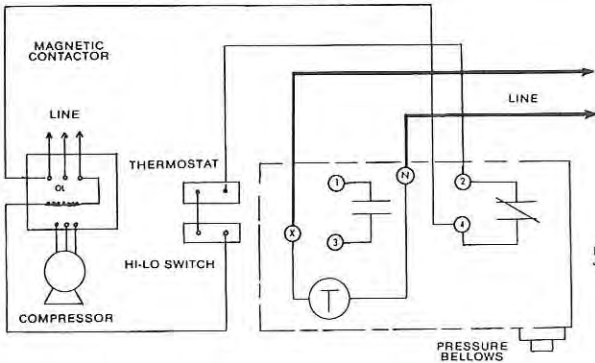 MAGNETIC
CONTACTOR
LINE
LINE
THERMOSTAT
OL
1
N
2
3
X
4
HI-LO SWITCH
T
COMPRESSOR
PRESSURE
BELLOWS